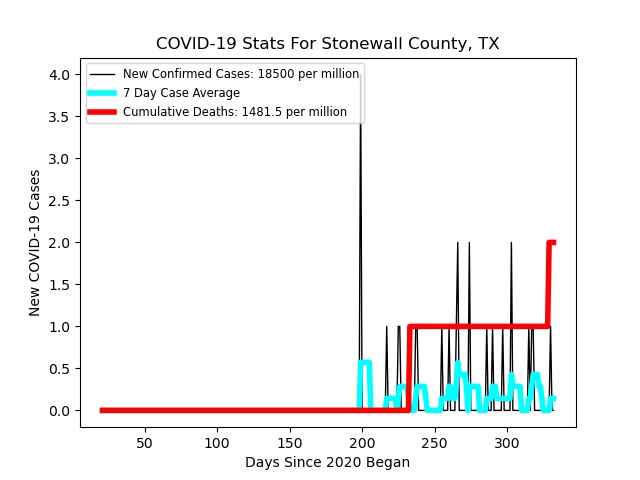 COVID-19 Stats For Stonewall County, TX
New Confirmed Cases: 18500 per million
7 Day Case Average
Cumulative Deaths: 1481.5 per million
New COVID-19 Cases
4.0
3.5
3.0
2.5
2.0
1.5
1.0
0.5
0.0
50 100 150 200 250 300
Days Since 2020 Began